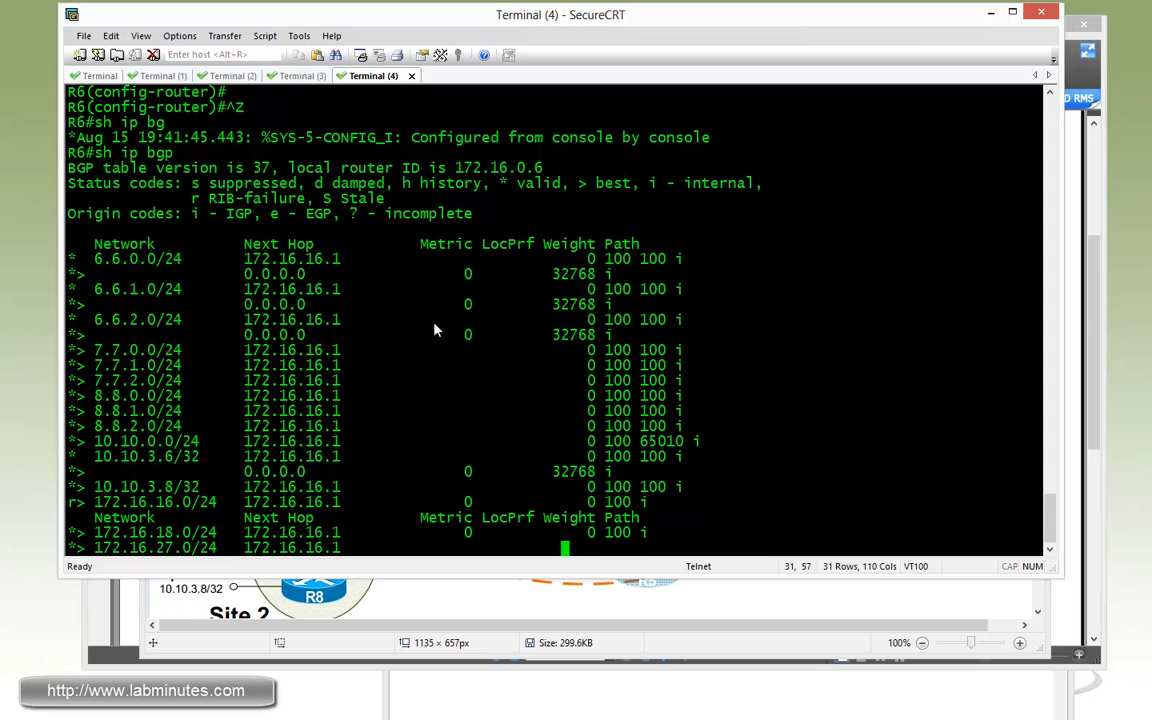 Terminal (4) - SecureCRT
File Edit View Options Transfer Script Tools Help
Enter host <Alt+R>
Terminal Terminal (1) Terminal (2) Terminal (3) Terminal (4)
R6(config-router)#
R6(config-router)#^Z
R6#sh ip bg
*Aug 15 19:41:45.443: %SYS-5-CONFIG_I: Configured from console by console
R6#sh ip bgp
BGP table version is 37, local router ID is 172.16.0.6
Status codes: s suppressed, d damped, h history, * valid, > best, i - internal,
r RIB-failure, S Stale
Origin codes: i - IGP, e - EGP, ? - incomplete
Network Next Hop Metric LocPrf Weight Path
* 6.6.0.0/24 172.16.16.1 0 100 100 i
*> 0.0.0.0 0 32768 i
* 6.6.1.0/24 172.16.16.1 0 100 100 i
*> 0.0.0.0 0 32768 i
* 6.6.2.0/24 172.16.16.1 0 100 100 i
*> 0.0.0.0 0 32768 i
*> 7.7.0.0/24 172.16.16.1 0 100 100 i
*> 7.7.1.0/24 172.16.16.1 0 100 100 i
*> 7.7.2.0/24 172.16.16.1 0 100 100 i
*> 8.8.0.0/24 172.16.16.1 0 100 100 i
*> 8.8.1.0/24 172.16.16.1 0 100 100 i
*> 8.8.2.0/24 172.16.16.1 0 100 100 i
*> 10.10.0.0/24 172.16.16.1 0 100 65010 i
* 10.10.3.6/32 172.16.16.1 0 100 100 i
*> 0.0.0.0 0 32768 i
*> 10.10.3.8/32 172.16.16.1 0 100 100 i
r> 172.16.16.0/24 172.16.16.1 0 0 100 i
Network Next Hop Metric LocPrf Weight Path
*> 172.16.18.0/24 172.16.16.1 0 0 100 i
*> 172.16.27.0/24 172.16.16.1
Ready Telnet 31, 57 31 Rows, 110 Cols VT100 CAP NUM
D RMS
10.10.3.8/32
R8
Site 2
1135 × 657px Size: 299.6KB 100%
http://www.labminutes.com